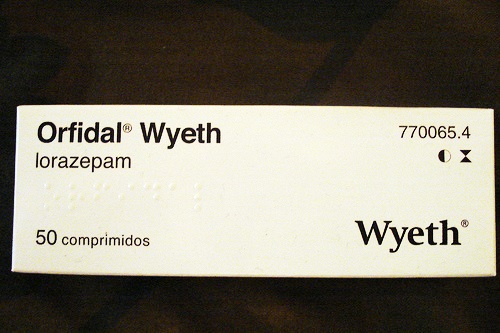 Orfidal® Wyeth
770065.4
lorazepam
50 comprimidos
Wyeth®